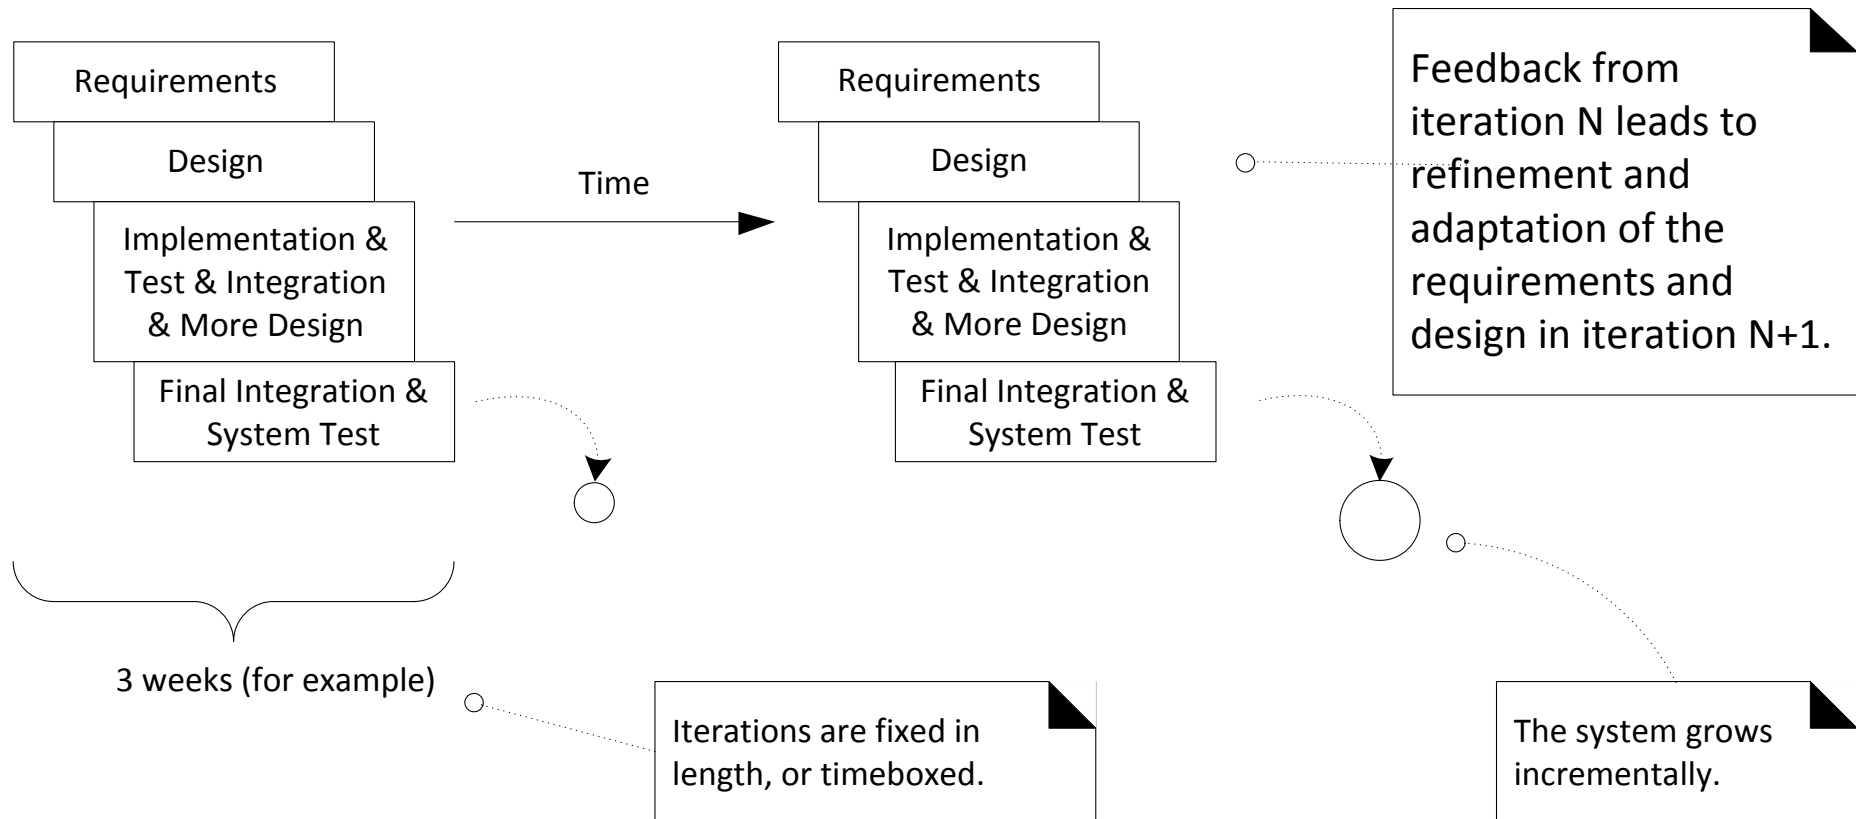 Requirements
Design
Implementation &
Test & Integration
& More Design
Final Integration &
System Test
Time
Requirements
Design
Implementation &
Test & Integration
& More Design
Final Integration &
System Test
Feedback from
iteration N leads to
refinement and
adaptation of the
requirements and
design in iteration N+1.
3 weeks (for example)
Iterations are fixed in
length, or timeboxed.
The system grows
incrementally.